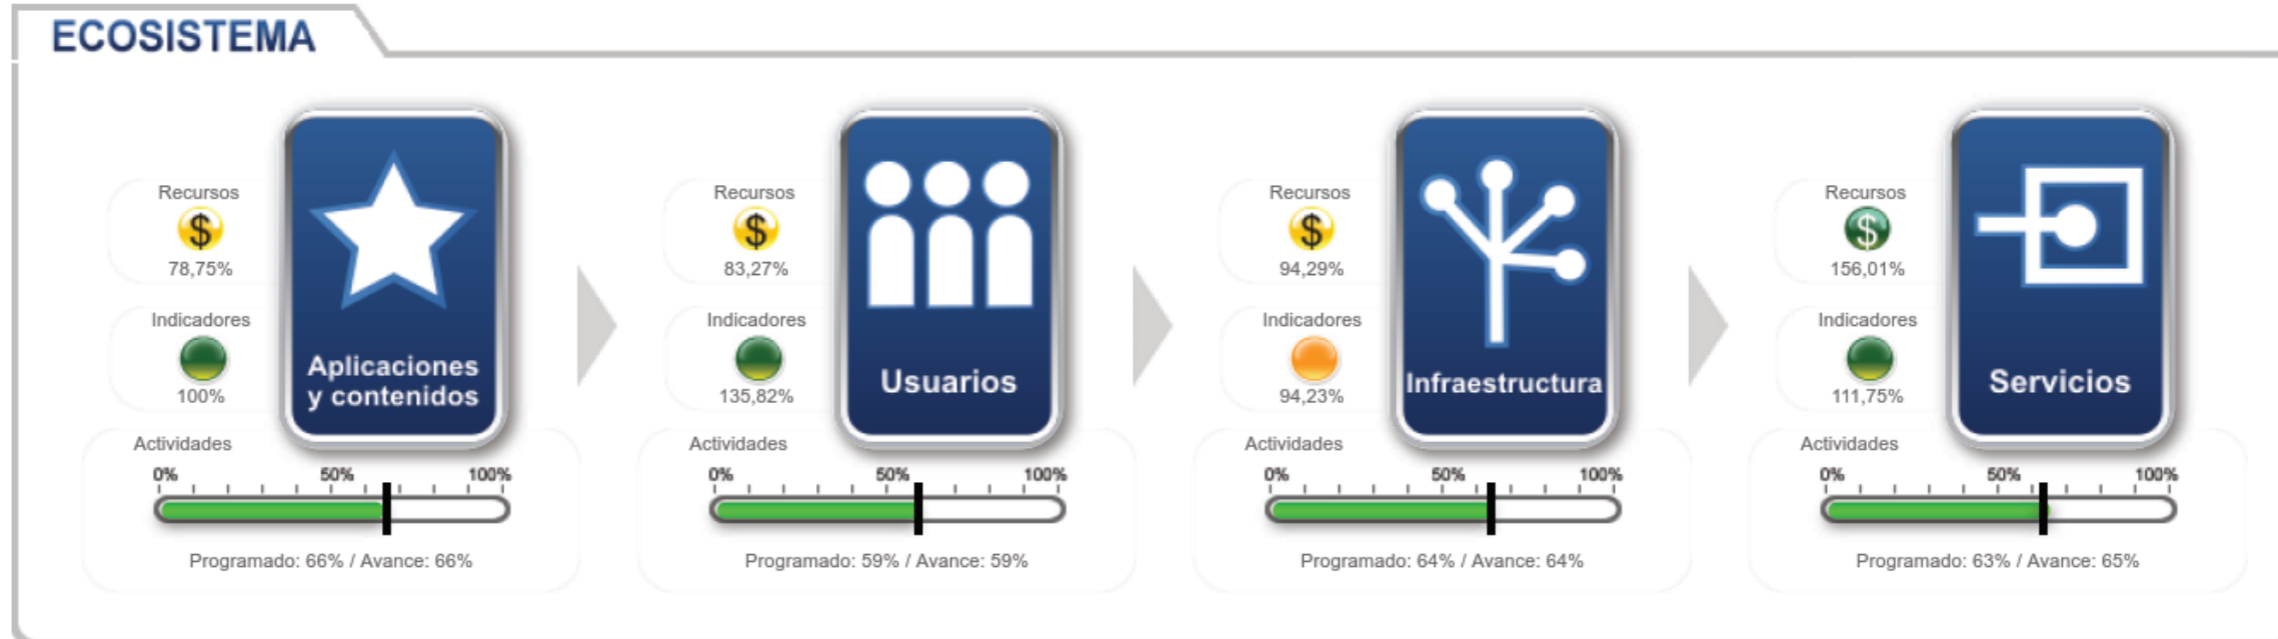 ECOSISTEMA
Recursos
$
78,75%
Indicadores
100%
Aplicaciones
y contenidos
Actividades
0% 50% 100%
Programado: 66% / Avance: 66%
Recursos
$
83,27%
Indicadores
135,82%
Usuarios
Actividades
0% 50% 100%
Programado: 59% / Avance: 59%
Recursos
$
94,29%
Indicadores
94,23%
Infraestructura
Actividades
0% 50% 100%
Programado: 64% / Avance: 64%
Recursos
$
156,01%
Indicadores
111,75%
Servicios
Actividades
0% 50% 100%
Programado: 63% / Avance: 65%